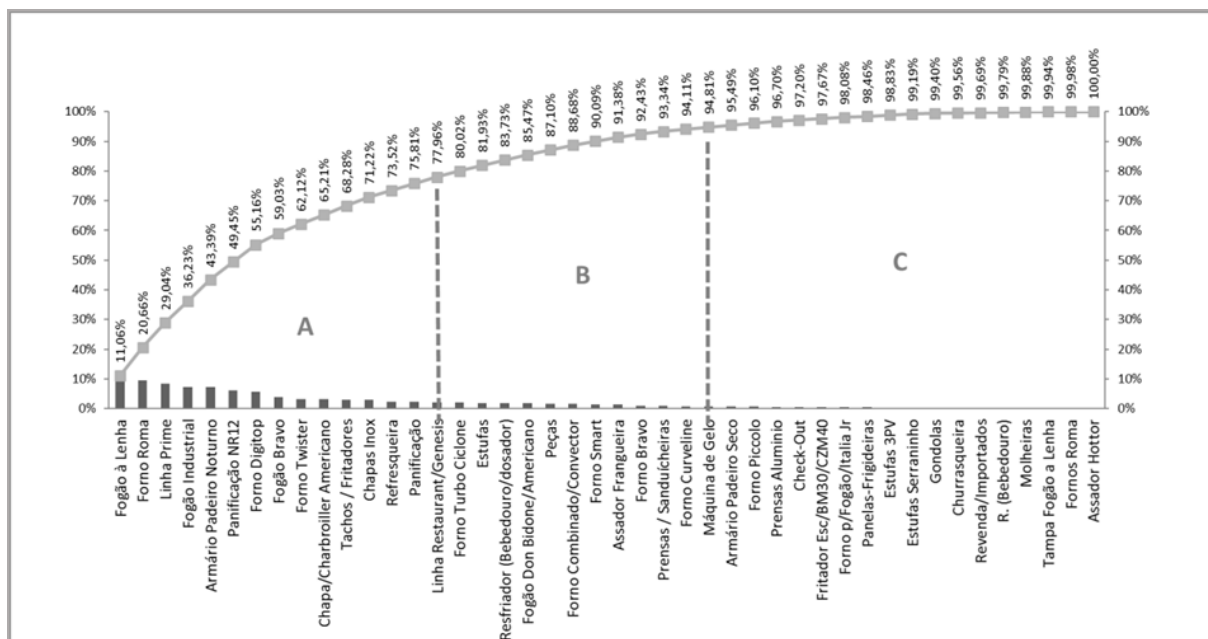 11,06%
20,66%
29,04%
36,23%
43,39%
49,45%
55,16%
59,03%
62,12%
65,21%
68,28%
71,22%
73,52%
75,81%
77,96%
80,02%
81,93%
83,73%
85,47%
87,10%
88,68%
90,09%
91,38%
92,43%
93,34%
94,11%
94,81%
95,49%
96,10%
96,70%
97,20%
97,67%
98,08%
98,46%
98,83%
99,19%
99,40%
99,56%
99,69%
99,79%
99,88%
99,94%
99,98%
100,00%
100%
90%
80%
70%
60%
50%
40%
30%
20%
10%
0%
A
B
C
100%
90%
80%
70%
60%
50%
40%
30%
20%
10%
0%
Fogão à Lenha
Forno Roma
Linha Prime
Fogão Industrial
Armário Padeiro Noturno
Panificação NR12
Forno Digitop
Fogão Bravo
Forno Twister
Chapa/Charbroiller Americano
Tachos / Fritadores
Chapas Inox
Refresqueira
Panificação
Linha Restaurant/Genesis
Forno Turbo Ciclone
Estufas
Resfriador (Bebedouro/dosador)
Fogão Don Bidone/Americano
Peças
Forno Combinado/Convector
Forno Smart
Assador Frangueira
Forno Bravo
Prensas / Sanduícheiras
Forno Curveline
Máquina de Gelo
Armário Padeiro Seco
Forno Piccolo
Prensas Aluminio
Check-Out
Fritador Esc/BM30/CZM40
Forno p/Fogão/Italia Jr
Panelas-Frigideiras
Estufas 3PV
Estufas Serraninho
Gondolas
Churrasqueira
Revenda/Importados
R. (Bebedouro)
Molheiras
Tampa Fogão a Lenha
Fornos Roma
Assador Hottor